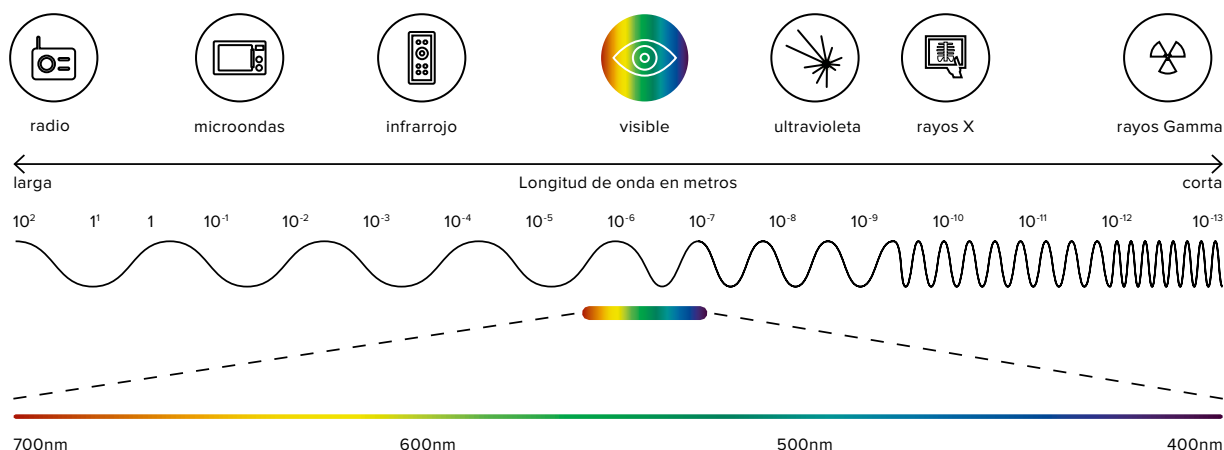 radio microondas infrarrojo visible ultravioleta rayos X rayos Gamma
larga Longitud de onda en metros corta
10² 1¹ 1 10⁻¹ 10⁻² 10⁻³ 10⁻⁴ 10⁻⁵ 10⁻⁶ 10⁻⁷ 10⁻⁸ 10⁻⁹ 10⁻¹⁰ 10⁻¹¹ 10⁻¹² 10⁻¹³
700nm 600nm 500nm 400nm